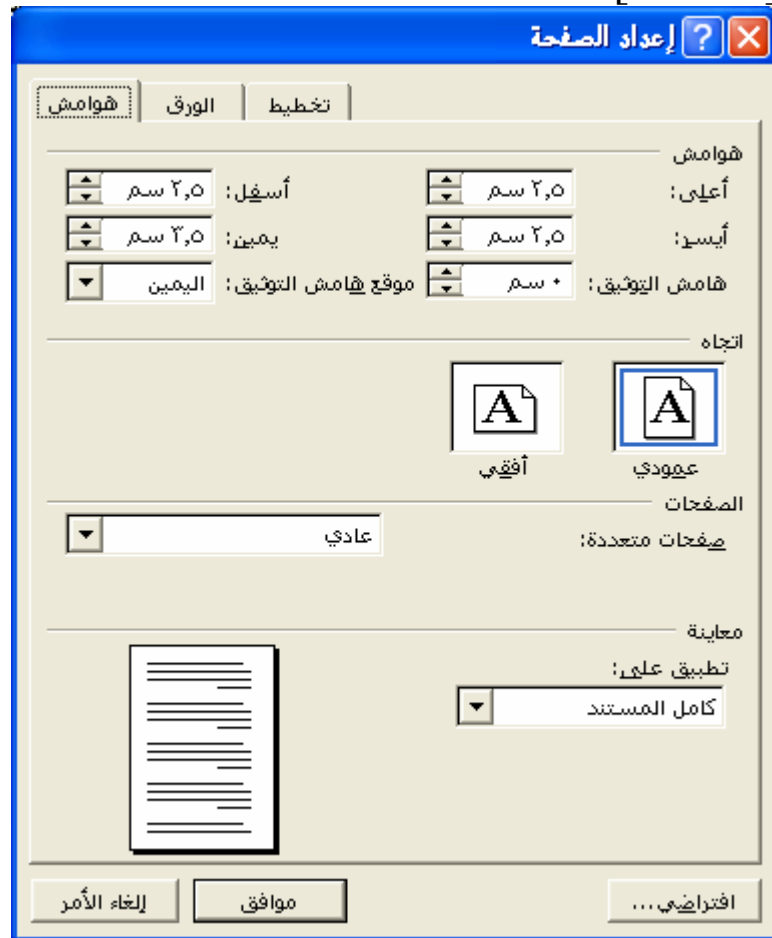 إعداد الصفحة
هوامش الورق تخطيط
هوامش
أعلى: ٢,٥ سم أسفل: ٢,٥ سم
أيسر: ٢,٥ سم يمين: ٢,٥ سم
هامش التوثيق: ٠ سم موقع هامش التوثيق: اليمين
اتجاه
A A
عمودي أفقي
الصفحات
صفحات متعددة: عادي
معاينة
تطبيق على:
كامل المستند
افتراضي... موافق إلغاء الأمر